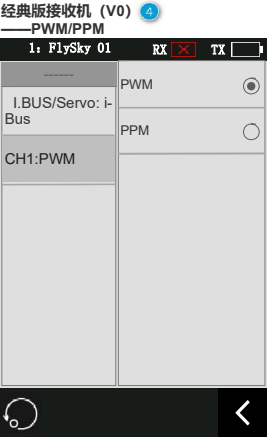 经典版接收机（V0） 4
——PWM/PPM
1: FlySky 01 RX TX
------
I.BUS/Servo: i-
Bus
CH1:PWM
PWM
PPM